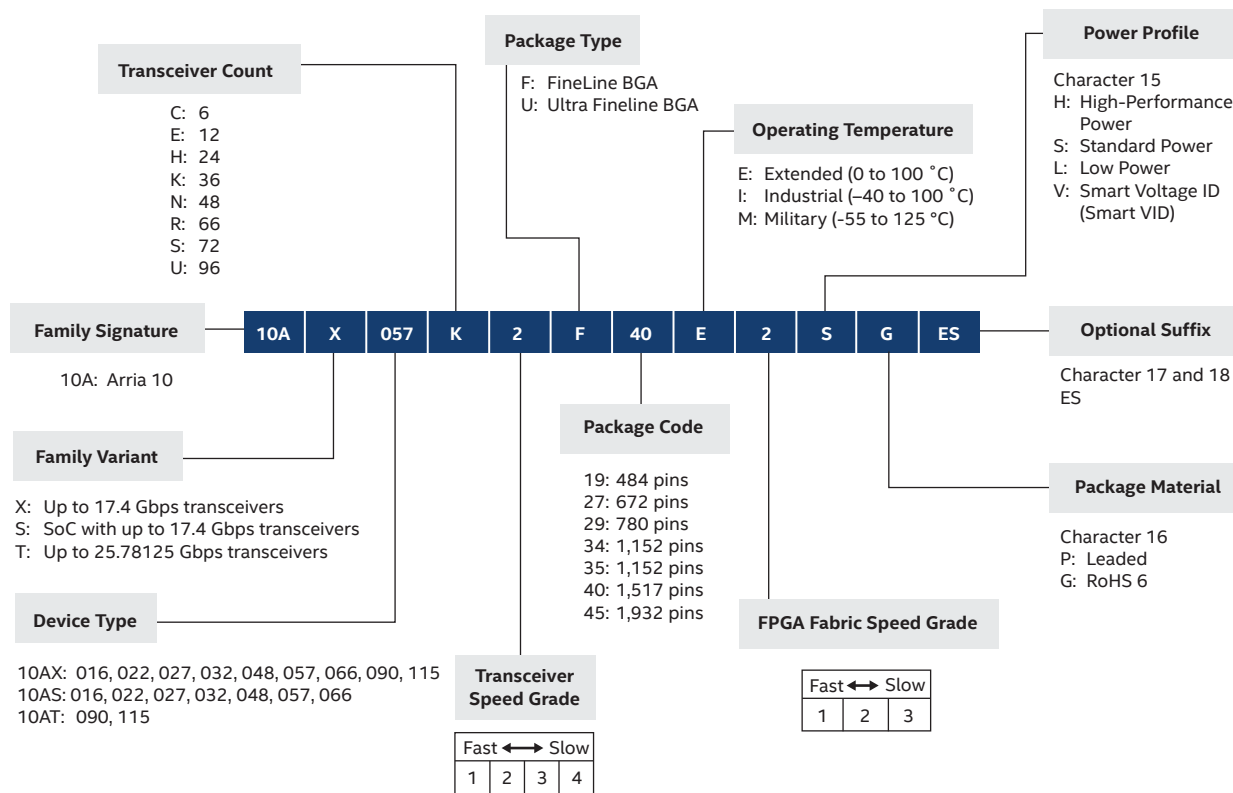 Transceiver Count
C: 6
E: 12
H: 24
K: 36
N: 48
R: 66
S: 72
U: 96
Package Type
F: FineLine BGA
U: Ultra Fineline BGA
Operating Temperature
E: Extended (0 to 100 ˚C)
I: Industrial (–40 to 100 ˚C)
M: Military (-55 to 125 °C)
Power Profile
Character 15
H: High-Performance
Power
S: Standard Power
L: Low Power
V: Smart Voltage ID
(Smart VID)
Family Signature
10A: Arria 10
10A X 057 K 2 F 40 E 2 S G ES
Optional Suffix
Character 17 and 18
ES
Family Variant
X: Up to 17.4 Gbps transceivers
S: SoC with up to 17.4 Gbps transceivers
T: Up to 25.78125 Gbps transceivers
Device Type
10AX: 016, 022, 027, 032, 048, 057, 066, 090, 115
10AS: 016, 022, 027, 032, 048, 057, 066
10AT: 090, 115
Transceiver
Speed Grade
Fast Slow
1 2 3 4
Package Code
19: 484 pins
27: 672 pins
29: 780 pins
34: 1,152 pins
35: 1,152 pins
40: 1,517 pins
45: 1,932 pins
FPGA Fabric Speed Grade
Fast Slow
1 2 3
Package Material
Character 16
P: Leaded
G: RoHS 6